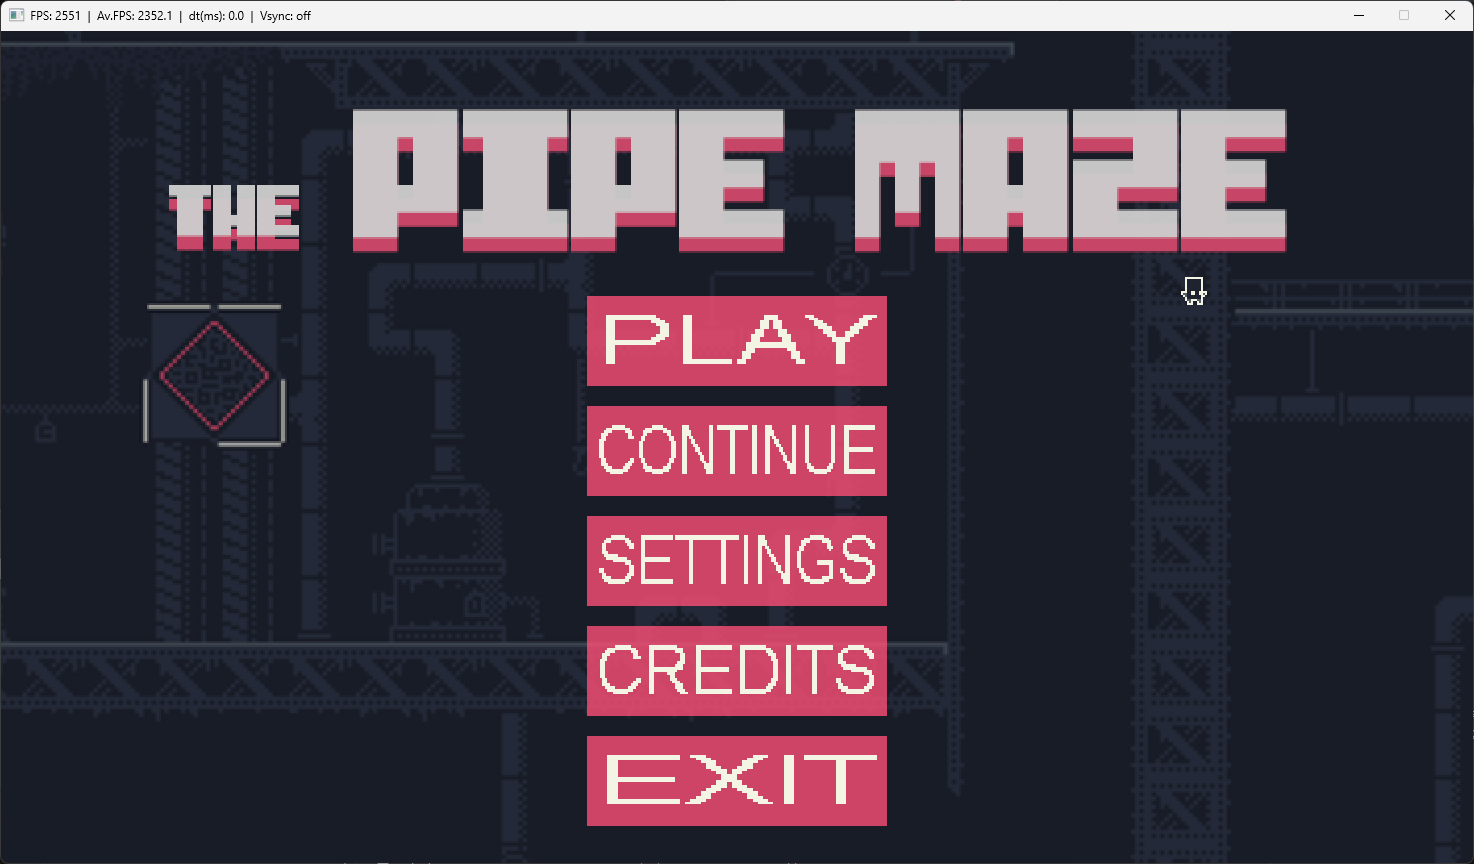 FPS: 2551 | Av.FPS: 2352.1 | dt(ms): 0.0 | Vsync: off
THE PIPE MAZE
PLAY
CONTINUE
SETTINGS
CREDITS
EXIT